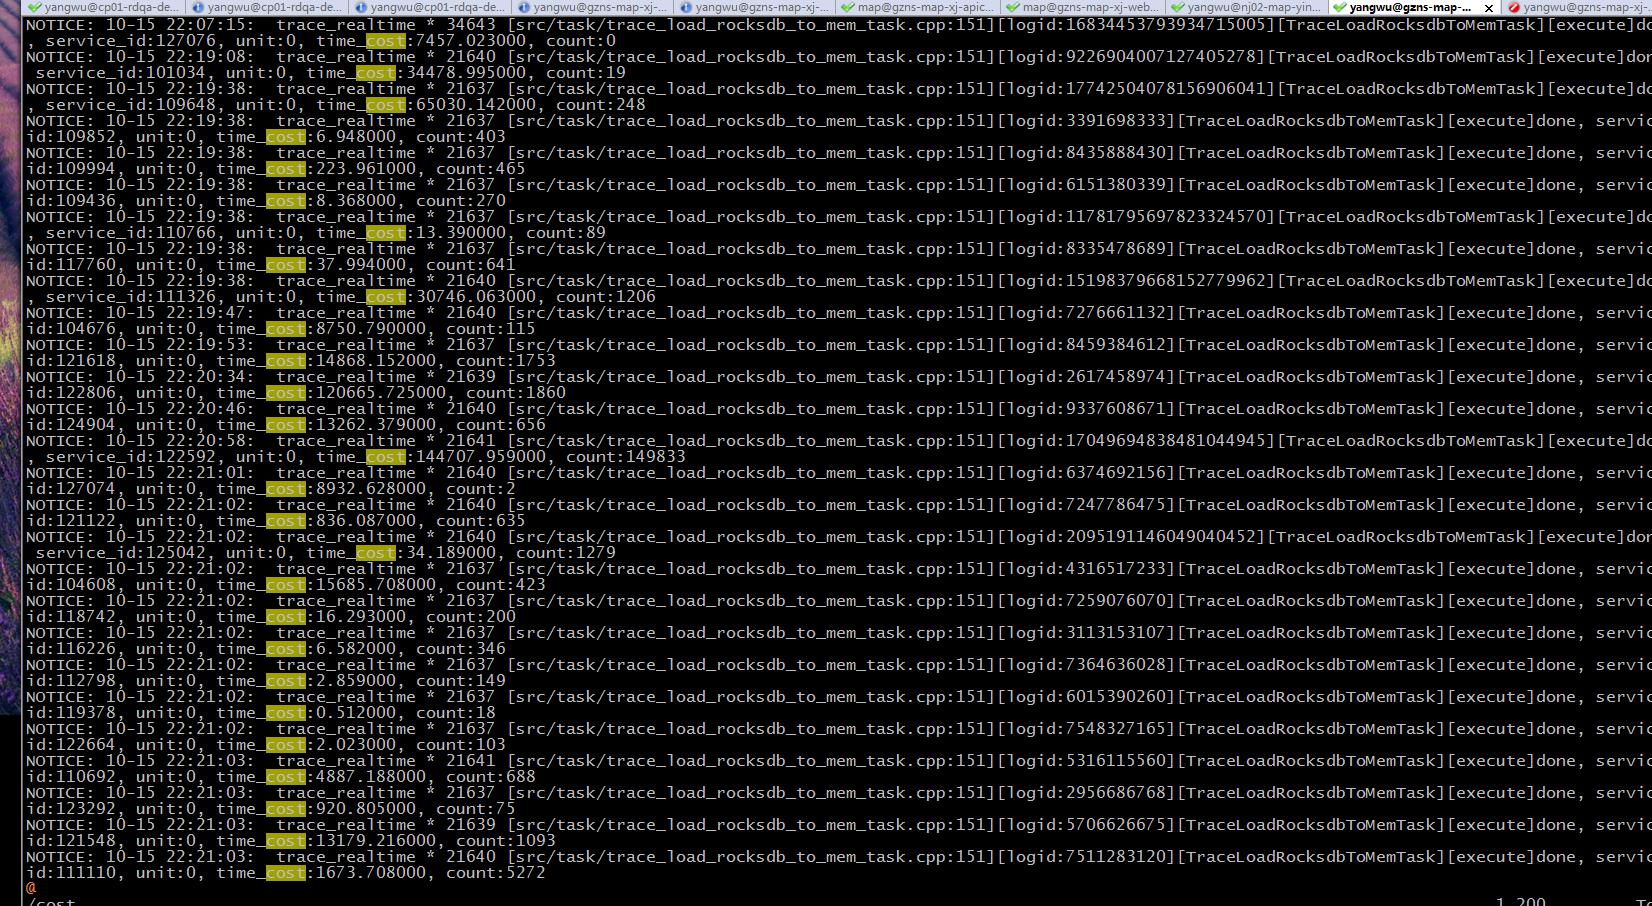 yangwu@cp01-rdqa-de... yangwu@cp01-rdqa-de... yangwu@cp01-rdqa-de... yangwu@gzns-map-xj-... yangwu@gzns-map-xj-... map@gzns-map-xj-apic... map@gzns-map-xj-web... yangwu@nj02-map-yin... yangwu@gzns-map-... × yangwu@gzns-map-xj-
NOTICE: 10-15 22:07:15:  trace_realtime * 34643 [src/task/trace_load_rocksdb_to_mem_task.cpp:151][logid:16834453793934715005][TraceLoadRocksdbToMemTask][execute]do
, service_id:127076, unit:0, time_cost:7457.023000, count:0
NOTICE: 10-15 22:19:08:  trace_realtime * 21640 [src/task/trace_load_rocksdb_to_mem_task.cpp:151][logid:9226904007127405278][TraceLoadRocksdbToMemTask][execute]don
 service_id:101034, unit:0, time_cost:34478.995000, count:19
NOTICE: 10-15 22:19:38:  trace_realtime * 21637 [src/task/trace_load_rocksdb_to_mem_task.cpp:151][logid:17742504078156906041][TraceLoadRocksdbToMemTask][execute]do
, service_id:109648, unit:0, time_cost:65030.142000, count:248
NOTICE: 10-15 22:19:38:  trace_realtime * 21637 [src/task/trace_load_rocksdb_to_mem_task.cpp:151][logid:3391698333][TraceLoadRocksdbToMemTask][execute]done, servic
id:109852, unit:0, time_cost:6.948000, count:403
NOTICE: 10-15 22:19:38:  trace_realtime * 21637 [src/task/trace_load_rocksdb_to_mem_task.cpp:151][logid:8435888430][TraceLoadRocksdbToMemTask][execute]done, servic
id:109994, unit:0, time_cost:223.961000, count:465
NOTICE: 10-15 22:19:38:  trace_realtime * 21637 [src/task/trace_load_rocksdb_to_mem_task.cpp:151][logid:6151380339][TraceLoadRocksdbToMemTask][execute]done, servic
id:109436, unit:0, time_cost:8.368000, count:270
NOTICE: 10-15 22:19:38:  trace_realtime * 21637 [src/task/trace_load_rocksdb_to_mem_task.cpp:151][logid:11781795697823324570][TraceLoadRocksdbToMemTask][execute]do
, service_id:110766, unit:0, time_cost:13.390000, count:89
NOTICE: 10-15 22:19:38:  trace_realtime * 21637 [src/task/trace_load_rocksdb_to_mem_task.cpp:151][logid:8335478689][TraceLoadRocksdbToMemTask][execute]done, servic
id:117760, unit:0, time_cost:37.994000, count:641
NOTICE: 10-15 22:19:38:  trace_realtime * 21640 [src/task/trace_load_rocksdb_to_mem_task.cpp:151][logid:15198379668152779962][TraceLoadRocksdbToMemTask][execute]do
, service_id:111326, unit:0, time_cost:30746.063000, count:1206
NOTICE: 10-15 22:19:47:  trace_realtime * 21640 [src/task/trace_load_rocksdb_to_mem_task.cpp:151][logid:7276661132][TraceLoadRocksdbToMemTask][execute]done, servic
id:104676, unit:0, time_cost:8750.790000, count:115
NOTICE: 10-15 22:19:53:  trace_realtime * 21637 [src/task/trace_load_rocksdb_to_mem_task.cpp:151][logid:8459384612][TraceLoadRocksdbToMemTask][execute]done, servic
id:121618, unit:0, time_cost:14868.152000, count:1753
NOTICE: 10-15 22:20:34:  trace_realtime * 21639 [src/task/trace_load_rocksdb_to_mem_task.cpp:151][logid:2617458974][TraceLoadRocksdbToMemTask][execute]done, servic
id:122806, unit:0, time_cost:120665.725000, count:1860
NOTICE: 10-15 22:20:46:  trace_realtime * 21640 [src/task/trace_load_rocksdb_to_mem_task.cpp:151][logid:9337608671][TraceLoadRocksdbToMemTask][execute]done, servic
id:124904, unit:0, time_cost:13262.379000, count:656
NOTICE: 10-15 22:20:58:  trace_realtime * 21641 [src/task/trace_load_rocksdb_to_mem_task.cpp:151][logid:17049694838481044945][TraceLoadRocksdbToMemTask][execute]do
, service_id:122592, unit:0, time_cost:144707.959000, count:149833
NOTICE: 10-15 22:21:01:  trace_realtime * 21640 [src/task/trace_load_rocksdb_to_mem_task.cpp:151][logid:6374692156][TraceLoadRocksdbToMemTask][execute]done, servic
id:127074, unit:0, time_cost:8932.628000, count:2
NOTICE: 10-15 22:21:02:  trace_realtime * 21640 [src/task/trace_load_rocksdb_to_mem_task.cpp:151][logid:7247786475][TraceLoadRocksdbToMemTask][execute]done, servic
id:121122, unit:0, time_cost:836.087000, count:635
NOTICE: 10-15 22:21:02:  trace_realtime * 21640 [src/task/trace_load_rocksdb_to_mem_task.cpp:151][logid:2095191146049040452][TraceLoadRocksdbToMemTask][execute]don
 service_id:125042, unit:0, time_cost:34.189000, count:1279
NOTICE: 10-15 22:21:02:  trace_realtime * 21637 [src/task/trace_load_rocksdb_to_mem_task.cpp:151][logid:4316517233][TraceLoadRocksdbToMemTask][execute]done, servic
id:104608, unit:0, time_cost:15685.708000, count:423
NOTICE: 10-15 22:21:02:  trace_realtime * 21637 [src/task/trace_load_rocksdb_to_mem_task.cpp:151][logid:7259076070][TraceLoadRocksdbToMemTask][execute]done, servic
id:118742, unit:0, time_cost:16.293000, count:200
NOTICE: 10-15 22:21:02:  trace_realtime * 21637 [src/task/trace_load_rocksdb_to_mem_task.cpp:151][logid:3113153107][TraceLoadRocksdbToMemTask][execute]done, servic
id:116226, unit:0, time_cost:6.582000, count:346
NOTICE: 10-15 22:21:02:  trace_realtime * 21637 [src/task/trace_load_rocksdb_to_mem_task.cpp:151][logid:7364636028][TraceLoadRocksdbToMemTask][execute]done, servic
id:112798, unit:0, time_cost:2.859000, count:149
NOTICE: 10-15 22:21:02:  trace_realtime * 21637 [src/task/trace_load_rocksdb_to_mem_task.cpp:151][logid:6015390260][TraceLoadRocksdbToMemTask][execute]done, servic
id:119378, unit:0, time_cost:0.512000, count:18
NOTICE: 10-15 22:21:02:  trace_realtime * 21637 [src/task/trace_load_rocksdb_to_mem_task.cpp:151][logid:7548327165][TraceLoadRocksdbToMemTask][execute]done, servic
id:122664, unit:0, time_cost:2.023000, count:103
NOTICE: 10-15 22:21:03:  trace_realtime * 21641 [src/task/trace_load_rocksdb_to_mem_task.cpp:151][logid:5316115560][TraceLoadRocksdbToMemTask][execute]done, servic
id:110692, unit:0, time_cost:4887.188000, count:688
NOTICE: 10-15 22:21:03:  trace_realtime * 21637 [src/task/trace_load_rocksdb_to_mem_task.cpp:151][logid:2956686768][TraceLoadRocksdbToMemTask][execute]done, servic
id:123292, unit:0, time_cost:920.805000, count:75
NOTICE: 10-15 22:21:03:  trace_realtime * 21639 [src/task/trace_load_rocksdb_to_mem_task.cpp:151][logid:5706626675][TraceLoadRocksdbToMemTask][execute]done, servic
id:121548, unit:0, time_cost:13179.216000, count:1093
NOTICE: 10-15 22:21:03:  trace_realtime * 21640 [src/task/trace_load_rocksdb_to_mem_task.cpp:151][logid:7511283120][TraceLoadRocksdbToMemTask][execute]done, servic
id:111110, unit:0, time_cost:1673.708000, count:5272
@
/cost 1,200 To